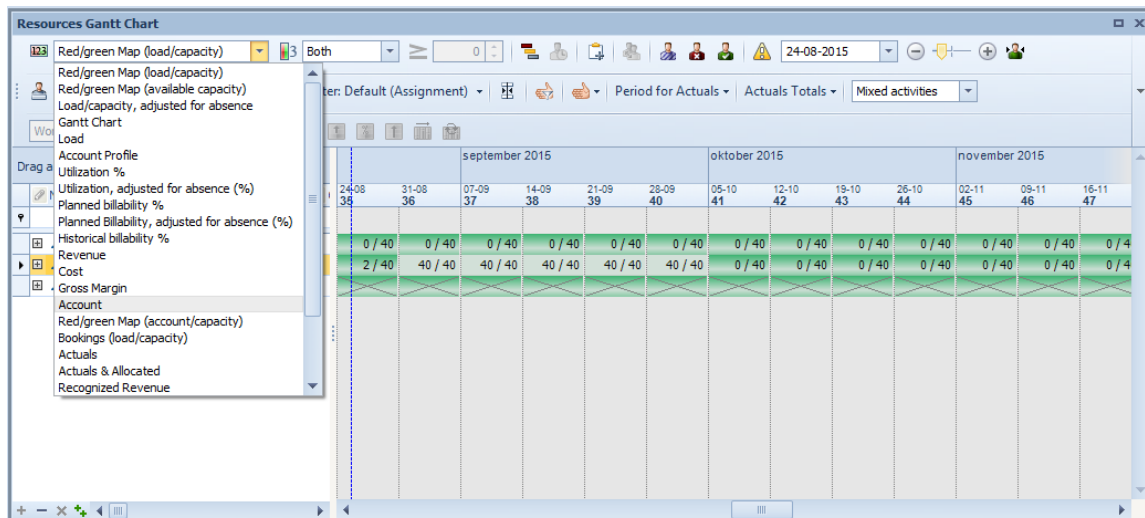 Resources Gantt Chart
123 Red/green Map (load/capacity) 3 Both 0 24-08-2015
Red/green Map (load/capacity)
Red/green Map (available capacity)
Load/capacity, adjusted for absence
Gantt Chart
Load
Account Profile
Utilization %
Utilization, adjusted for absence (%)
Planned billability %
Planned Billability, adjusted for absence (%)
Historical billability %
Revenue
Cost
Gross Margin
Account
Red/green Map (account/capacity)
Bookings (load/capacity)
Actuals
Actuals & Allocated
Recognized Revenue
Default (Assignment) Period for Actuals Actuals Totals Mixed activities
Drag a
september 2015 oktober 2015 november 2015
24-08 31-08 07-09 14-09 21-09 28-09 05-10 12-10 19-10 26-10 02-11 09-11 16-11
35 36 37 38 39 40 41 42 43 44 45 46 47
0 / 40 0 / 40 0 / 40 0 / 40 0 / 40 0 / 40 0 / 40 0 / 40 0 / 40 0 / 40 0 / 40 0 / 40 0 / 4
2 / 40 40 / 40 40 / 40 40 / 40 40 / 40 40 / 40 0 / 40 0 / 40 0 / 40 0 / 40 0 / 40 0 / 40 0 / 4